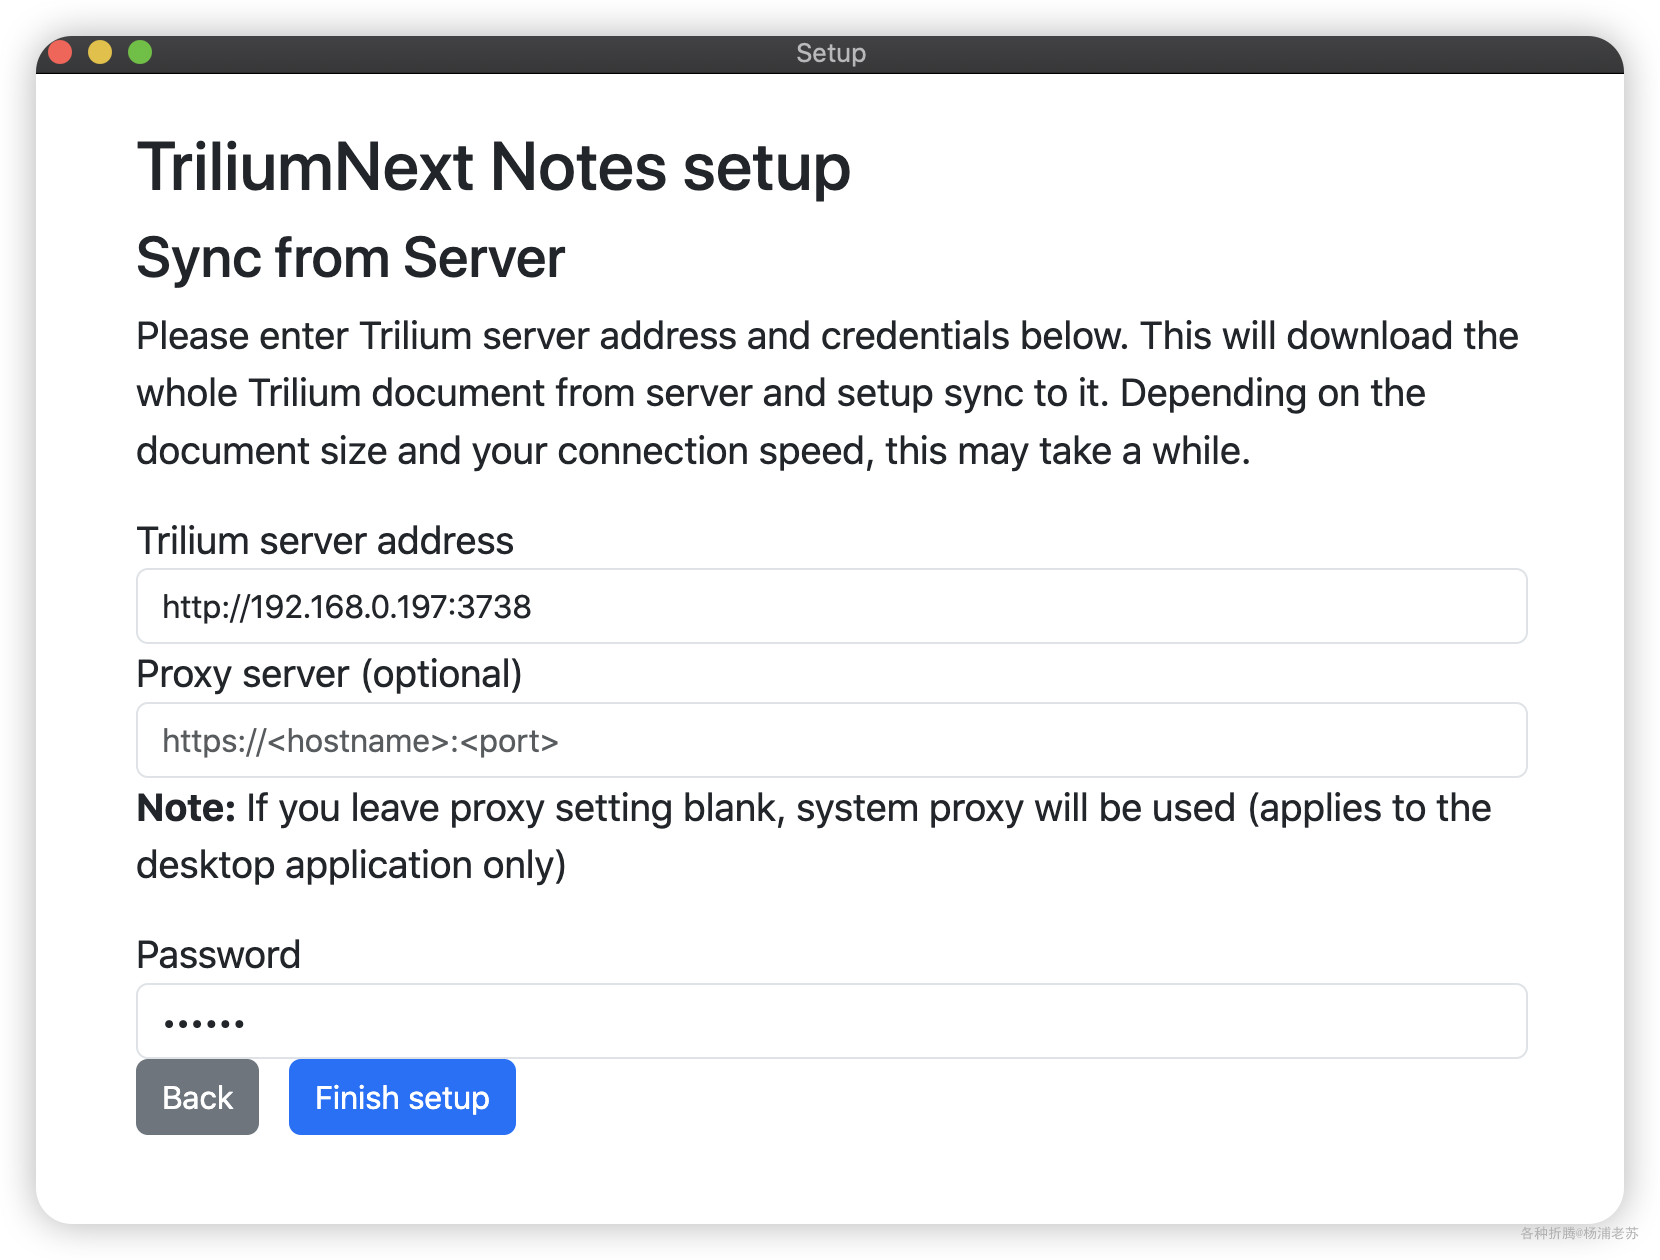 Setup
TriliumNext Notes setup
Sync from Server
Please enter Trilium server address and credentials below. This will download the
whole Trilium document from server and setup sync to it. Depending on the
document size and your connection speed, this may take a while.
Trilium server address
http://192.168.0.197:3738
Proxy server (optional)
https://<hostname>:<port>
Note: If you leave proxy setting blank, system proxy will be used (applies to the
desktop application only)
Password
••••••
Back
Finish setup
各种折腾@杨浦老苏